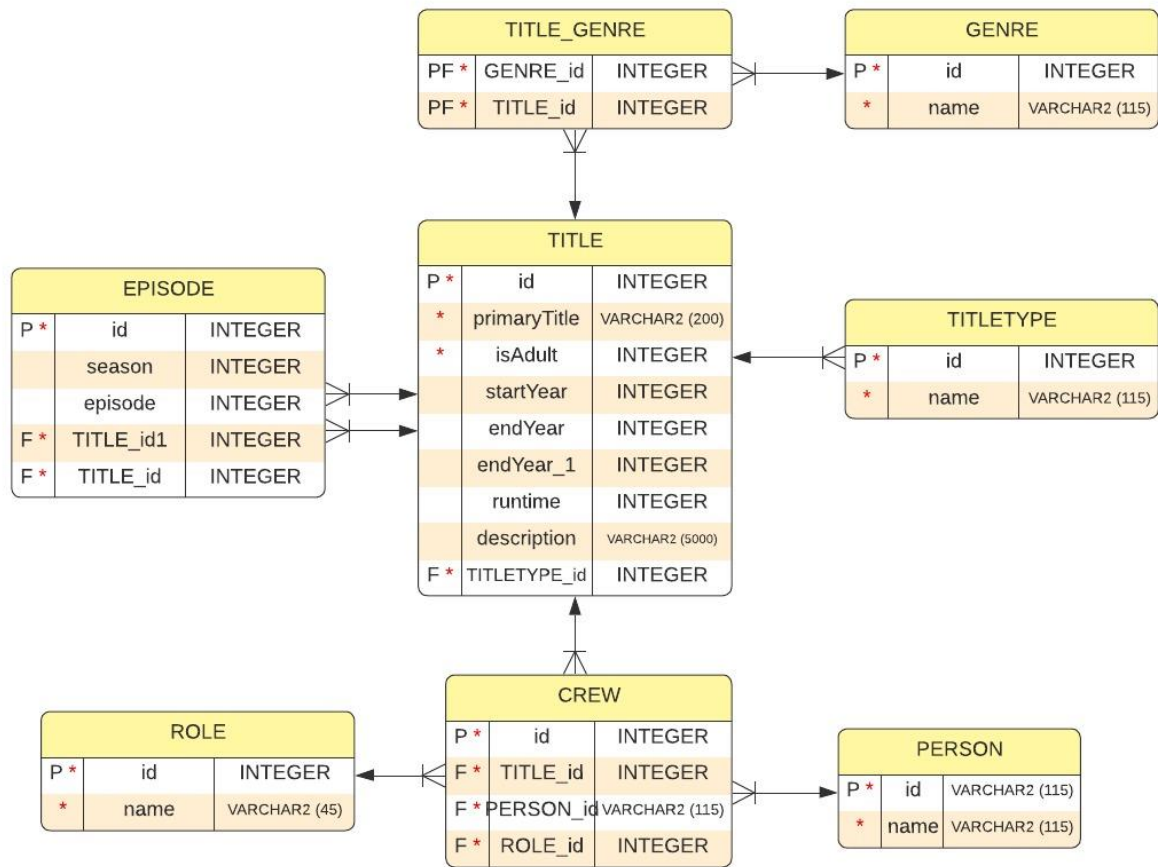 TITLE_GENRE
PF * GENRE_id INTEGER
PF * TITLE_id INTEGER
GENRE
P * id INTEGER
* name VARCHAR2 (115)
TITLE
P * id INTEGER
* primaryTitle VARCHAR2 (200)
* isAdult INTEGER
startYear INTEGER
endYear INTEGER
endYear_1 INTEGER
runtime INTEGER
description VARCHAR2 (5000)
F * TITLETYPE_id INTEGER
EPISODE
P * id INTEGER
season INTEGER
episode INTEGER
F * TITLE_id1 INTEGER
F * TITLE_id INTEGER
TITLETYPE
P * id INTEGER
* name VARCHAR2 (115)
ROLE
P * id INTEGER
* name VARCHAR2 (45)
CREW
P * id INTEGER
F * TITLE_id INTEGER
F * PERSON_id VARCHAR2 (115)
F * ROLE_id INTEGER
PERSON
P * id VARCHAR2 (115)
* name VARCHAR2 (115)